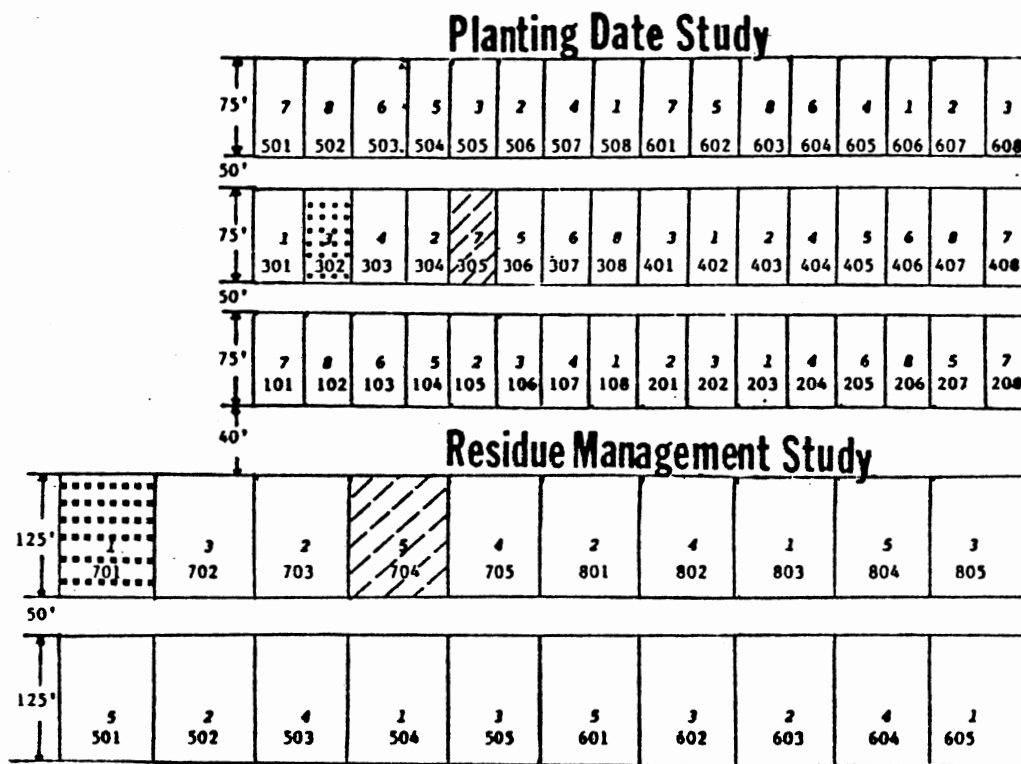 Planting Date Study
75' 7 8 6 5 3 2 4 1 7 5 8 6 4 1 2 3
501 502 503. 504 505 506 507 508 601 602 603 604 605 606 607 608
50'
75' 1 3 4 2 7 5 6 8 3 1 2 4 5 6 8 7
301 302 303 304 305 306 307 308 401 402 403 404 405 406 407 408
50'
75' 7 8 6 5 2 3 4 1 2 3 1 4 6 8 5 7
101 102 103 104 105 106 107 108 201 202 203 204 205 206 207 208
40'
Residue Management Study
125' 1 3 2 5 4 2 4 1 5 3
701 702 703 704 705 801 802 803 804 805
50'
125' 5 2 4 1 3 5 3 2 4 1
501 502 503 504 505 601 602 603 604 605